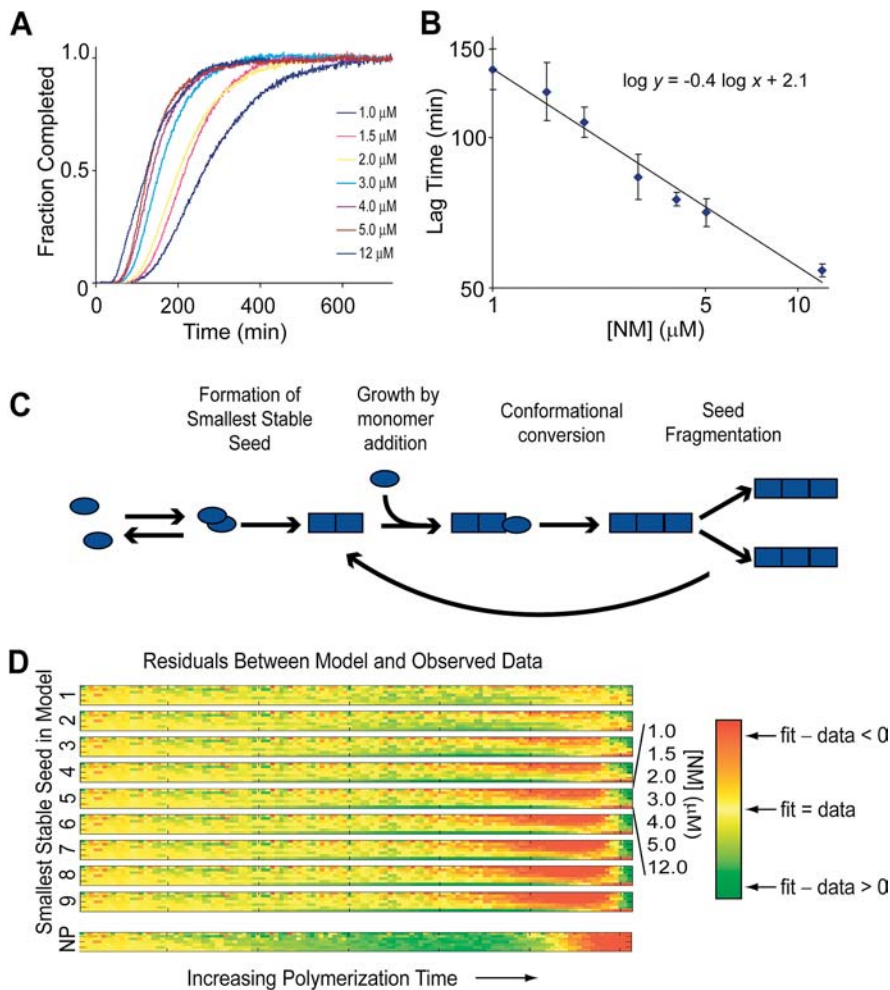 A
1.0
0.5
0
Fraction Completed
0
200
400
600
Time (min)
1.0 μM
1.5 μM
2.0 μM
3.0 μM
4.0 μM
5.0 μM
12 μM
B
150
100
50
Lag Time (min)
log y = -0.4 log x + 2.1
1
5
10
[NM] (μM)
C
Formation of
Smallest Stable
Seed
Growth by
monomer
addition
Conformational
conversion
Seed
Fragmentation
D
Residuals Between Model and Observed Data
Smallest Stable Seed in Model
1
2
3
4
5
6
7
8
9
NP
1.0
1.5
2.0
3.0
4.0
5.0
12.0
[NM] (μM)
fit – data < 0
fit = data
fit – data > 0
Increasing Polymerization Time